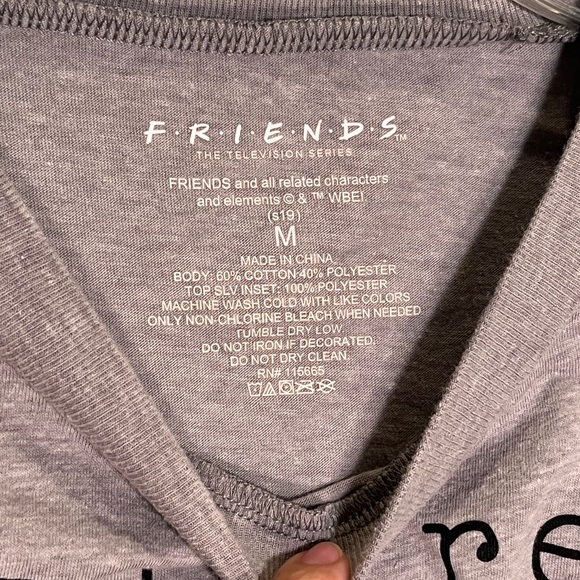 F·R·I·E·N·D·S™
THE TELEVISION SERIES
FRIENDS and all related characters
and elements © & ™ WBEI
(s19)
M
MADE IN CHINA
BODY: 60% COTTON 40% POLYESTER
TOP SLV INSET: 100% POLYESTER
MACHINE WASH COLD WITH LIKE COLORS
ONLY NON-CHLORINE BLEACH WHEN NEEDED
TUMBLE DRY LOW
DO NOT IRON IF DECORATED.
DO NOT DRY CLEAN.
RN# 115665
re